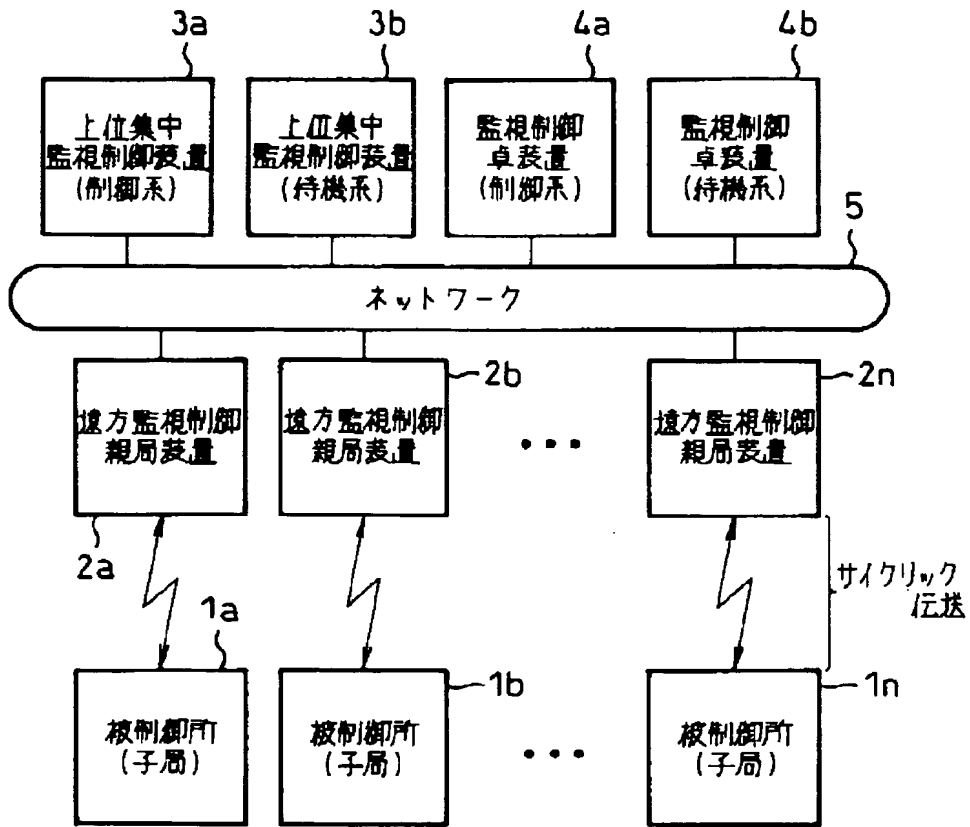 3a
3b
4a
4b
上位集中
監視制御装置
(制御系)
上位集中
監視制御装置
(待機系)
監視制御
卓装置
(制御系)
監視制御
卓装置
(待機系)
5
ネットワーク
2b
2n
遠方監視制御
親局装置
遠方監視制御
親局装置
•••
遠方監視制御
親局装置
2a
サイクリック
伝送
1a
1b
1n
被制御所
(子局)
被制御所
(子局)
•••
被制御所
(子局)